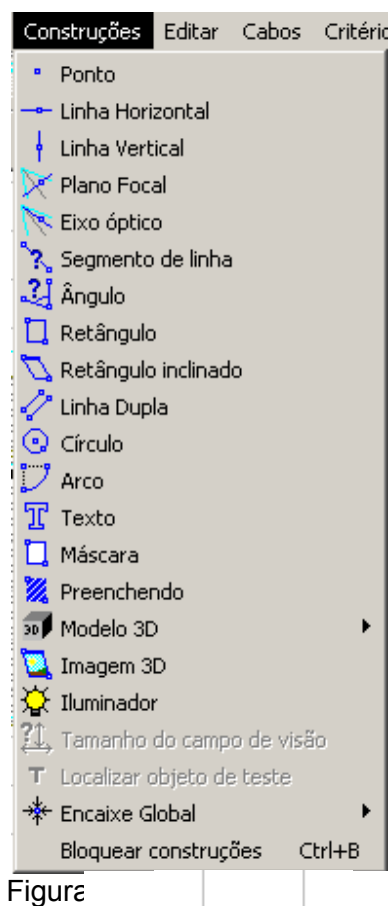 Construções Editar Cabos Critéric
Ponto
Linha Horizontal
Linha Vertical
Plano Focal
Eixo óptico
Segmento de linha
Ângulo
Retângulo
Retângulo inclinado
Linha Dupla
Círculo
Arco
Texto
Máscara
Preenchendo
3D Modelo 3D
Imagem 3D
Iluminador
Tamanho do campo de visão
T Localizar objeto de teste
Encaixe Global
Bloquear construções Ctrl+B
Figura